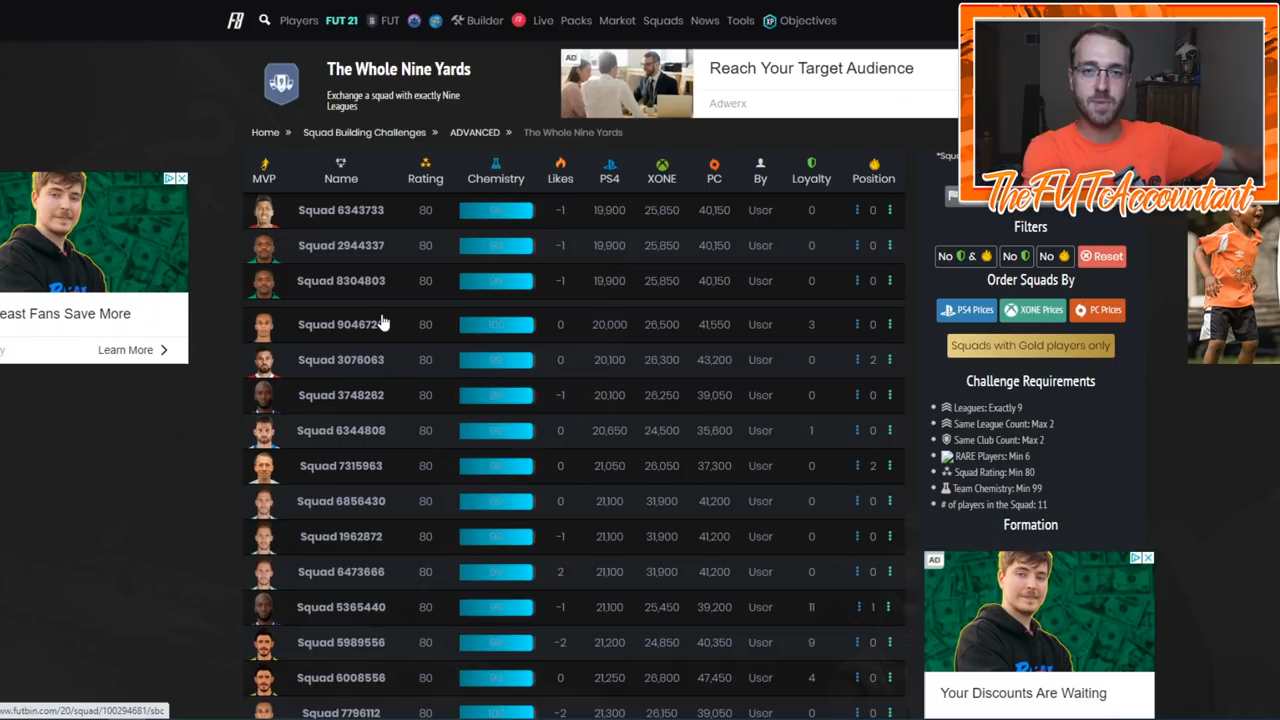 FB Players FUT 21 FUT Builder Live Packs Market Squads News Tools Objectives
The Whole Nine Yards
Exchange a squad with exactly Nine
Leagues
AD
Reach Your Target Audience
Adwerx
Home » Squad Building Challenges » ADVANCED » The Whole Nine Yards
TheFUTAccountant
MVP Name Rating Chemistry Likes PS4 XONE PC By Loyalty Position
Squad 6343733 80 -1 19,900 25,850 40,150 User 0 0
Squad 2944337 80 -1 19,900 25,850 40,150 User 0 0
Squad 80 -1 19,900 25,850 40,150 User 0 0
Squad 80 100 0 20,000 26,500 41,550 User 3 0
Squad 3076063 80 99 0 20,100 26,300 43,200 User 0 2
Squad 3748262 80 -1 20,100 26,250 39,050 User 0 0
Squad 6344808 80 0 20,650 24,500 35,600 User 1 0
Squad 7315963 80 0 21,050 26,050 37,300 User 0 2
Squad 6856430 80 0 21,100 31,900 41,200 User 0 0
Squad 1962872 80 -1 21,100 31,900 41,200 User 0 0
Squad 6473666 80 2 21,100 31,900 41,200 User 0 0
Squad 5365440 80 -1 21,100 25,450 39,200 User 11 1
Squad 5989556 80 -2 21,200 24,850 40,350 User 9 0
Squad 80 0 21,250 26,800 47,450 User 4 0
Squad 7796112 80 100 -2 21,300 26,150 39,050 User 0 0
*Squ
Filters
No & No No Reset
Order Squads By
PS4 Prices XONE Prices PC Prices
Squads with Gold players only
Challenge Requirements
Leagues: Exactly 9
Same League Count: Max 2
Same Club Count: Max 2
RARE Players: Min 6
Squad Rating: Min 80
Team Chemistry: Min 99
# of players in the Squad: 11
Formation
AD
Your Discounts Are Waiting
east Fans Save More
y Learn More
ww.futbin.com/20/squad/100294681/sbc